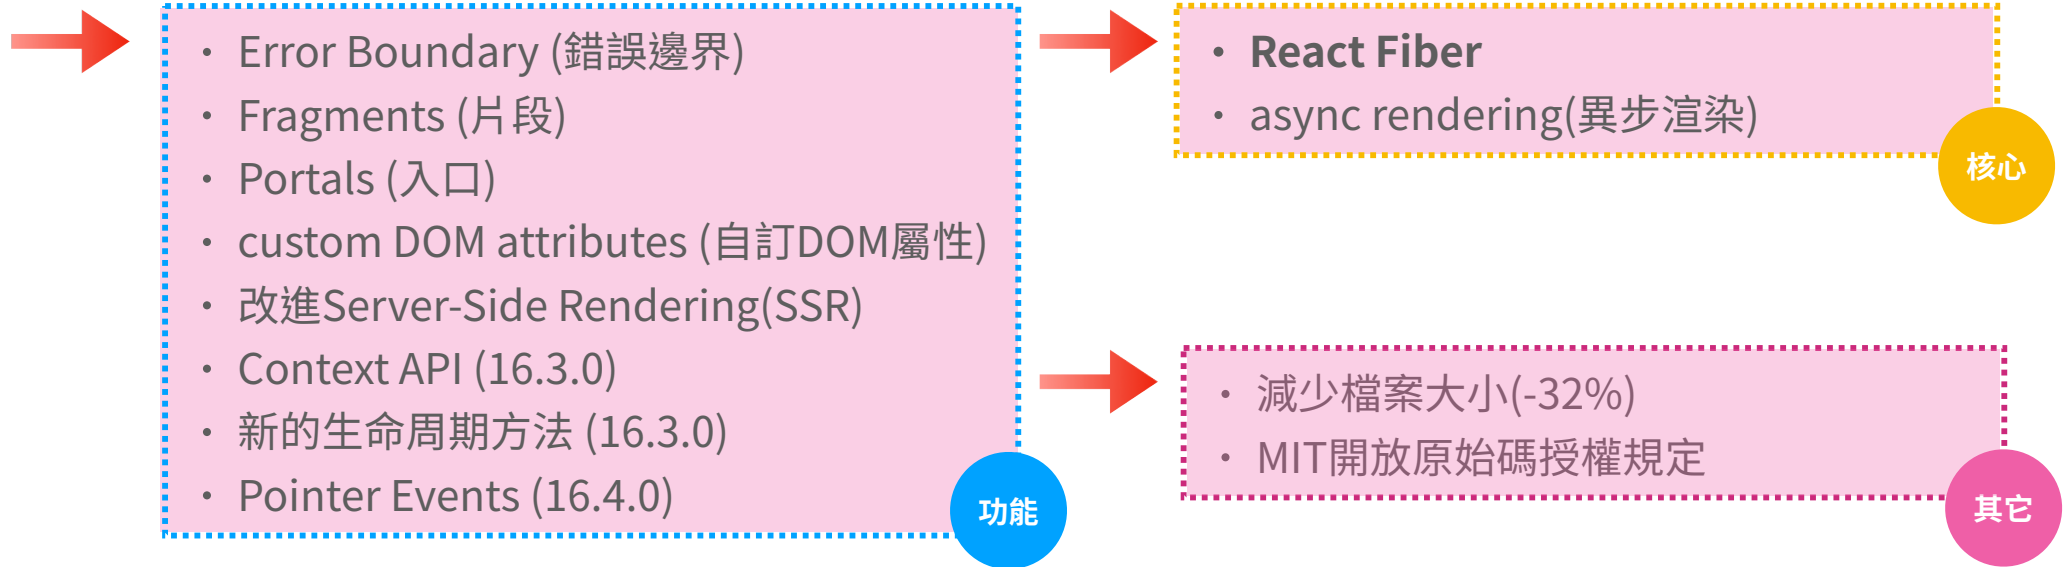 • Error Boundary (錯誤邊界)
• Fragments (片段)
• Portals (入口)
• custom DOM attributes (自訂DOM屬性)
• 改進Server-Side Rendering(SSR)
• Context API (16.3.0)
• 新的生命周期方法 (16.3.0)
• Pointer Events (16.4.0)
功能
• React Fiber
• async rendering(異步渲染)
核心
• 減少檔案大小(-32%)
• MIT開放原始碼授權規定
其它